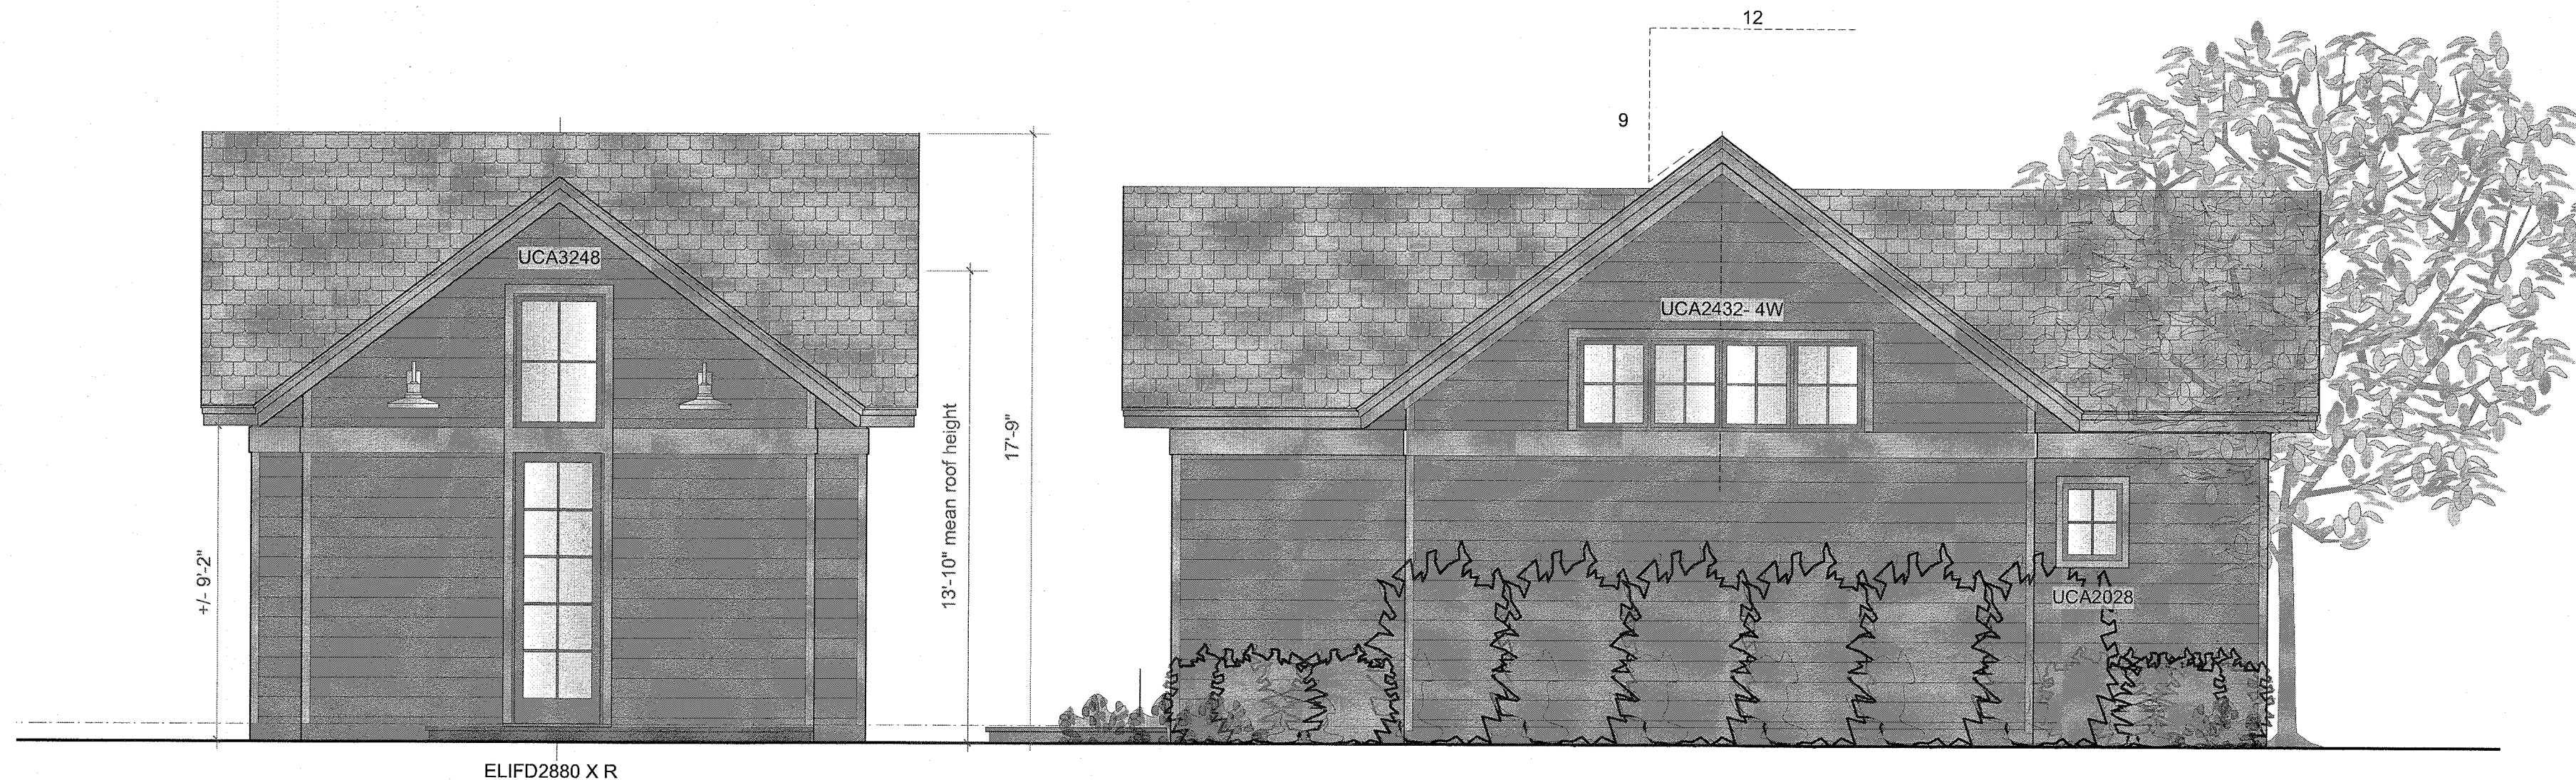 12
9
UCA3248
UCA2432- 4W
+/- 9'-2"
13'-10" mean roof height
17'-9"
UCA2028
ELIFD2880 X R